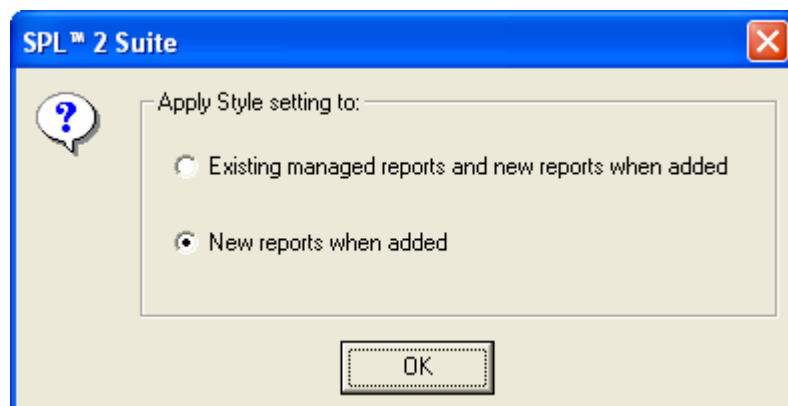 SPL™ 2 Suite
Apply Style setting to:
Existing managed reports and new reports when added
New reports when added
OK